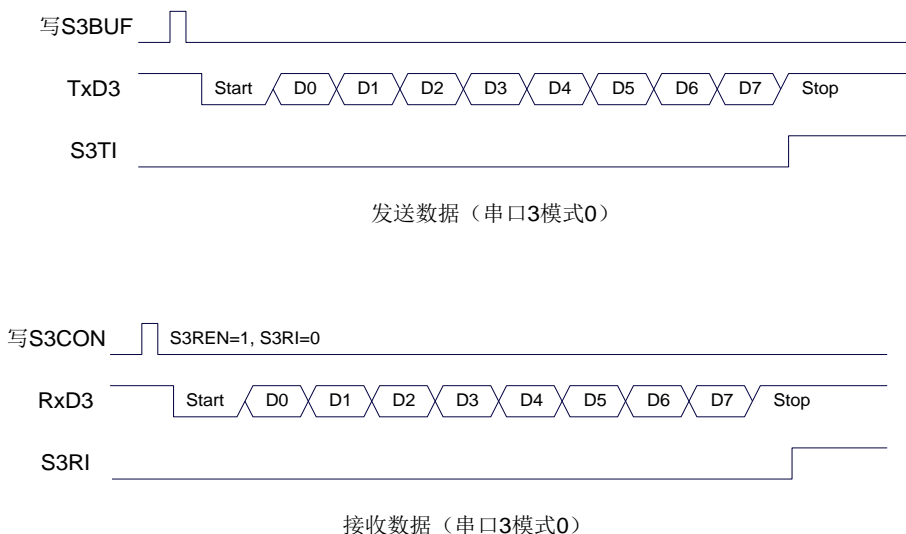 写S3BUF
TxD3 Start D0 D1 D2 D3 D4 D5 D6 D7 Stop
S3TI
发送数据（串口3模式0）
写S3CON S3REN=1, S3RI=0
RxD3 Start D0 D1 D2 D3 D4 D5 D6 D7 Stop
S3RI
接收数据（串口3模式0）